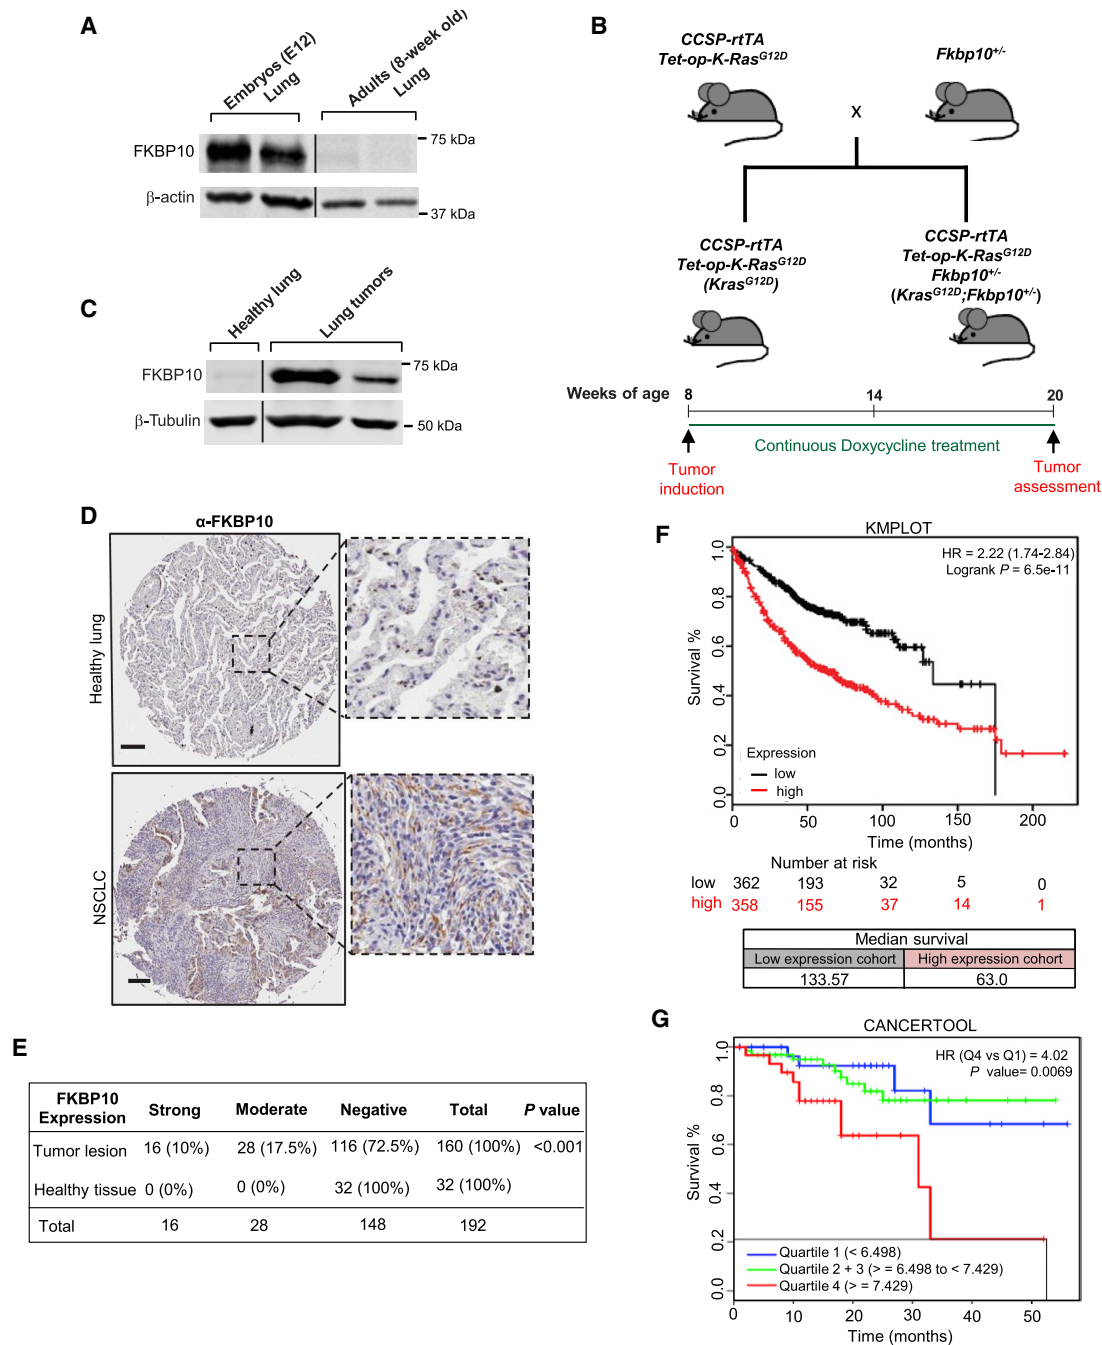 A
Embryos (E12)
Lung
Adults (8-week old)
Lung
FKBP10
75 kDa
β-actin
37 kDa
B
CCSP-rtTA
Tet-op-K-Ras^G12D
Fkbp10^+/-
X
CCSP-rtTA
Tet-op-K-Ras^G12D
(Kras^G12D)
CCSP-rtTA
Tet-op-K-Ras^G12D
Fkbp10^+/-
(Kras^G12D;Fkbp10^+/-)
Weeks of age
8
14
20
Continuous Doxycycline treatment
Tumor
induction
Tumor
assessment
C
Healthy lung
Lung tumors
FKBP10
75 kDa
β-Tubulin
50 kDa
D
α-FKBP10
Healthy lung
NSCLC
E
FKBP10 Expression Strong Moderate Negative Total P value
Tumor lesion 16 (10%) 28 (17.5%) 116 (72.5%) 160 (100%) <0.001
Healthy tissue 0 (0%) 0 (0%) 32 (100%) 32 (100%)
Total 16 28 148 192
F
KMPLOT
HR = 2.22 (1.74-2.84)
Logrank P = 6.5e-11
Survival %
1.0
0.8
0.6
0.4
0.2
0.0
Expression
low
high
0 50 100 150 200
Time (months)
Number at risk
low 362 193 32 5 0
high 358 155 37 14 1
Median survival
Low expression cohort High expression cohort
133.57 63.0
G
CANCERTOOL
HR (Q4 vs Q1) = 4.02
P value= 0.0069
Survival %
1.0
0.8
0.6
0.4
0.2
0.0
Quartile 1 (< 6.498)
Quartile 2 + 3 (> = 6.498 to < 7.429)
Quartile 4 (> = 7.429)
0 10 20 30 40 50
Time (months)